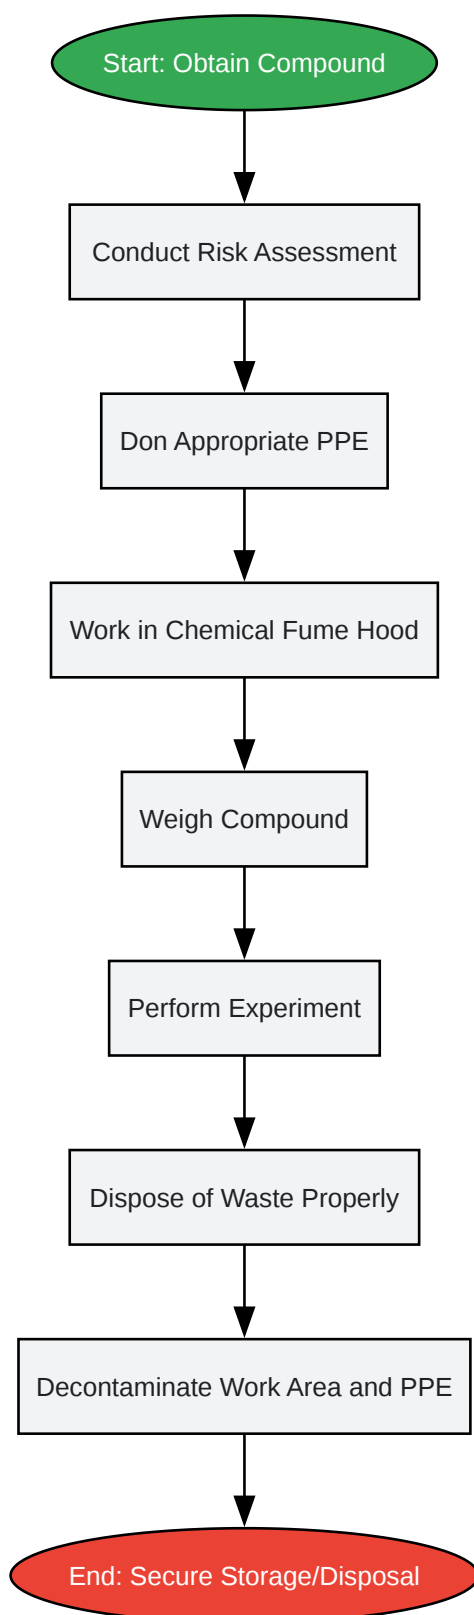 Start: Obtain Compound
Conduct Risk Assessment
Don Appropriate PPE
Work in Chemical Fume Hood
Weigh Compound
Perform Experiment
Dispose of Waste Properly
Decontaminate Work Area and PPE
End: Secure Storage/Disposal